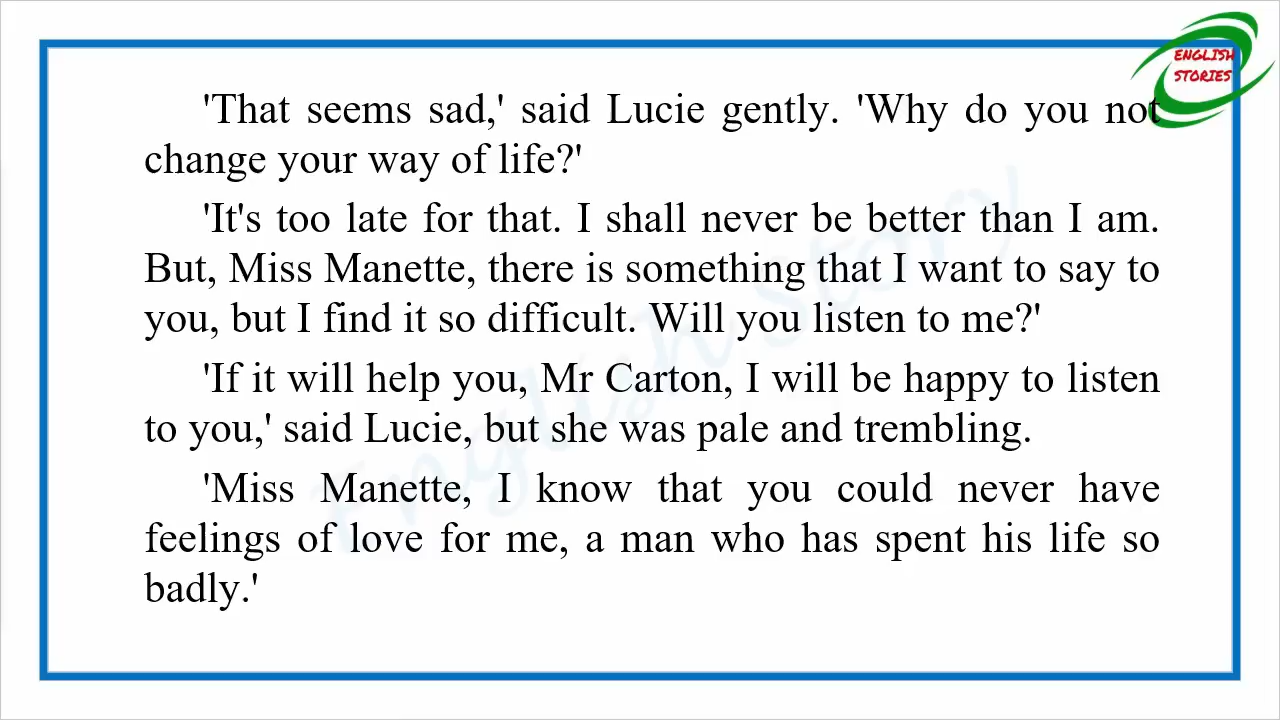 ENGLISH
STORIES
'That seems sad,' said Lucie gently. 'Why do you not
change your way of life?'
'It's too late for that. I shall never be better than I am.
But, Miss Manette, there is something that I want to say to
you, but I find it so difficult. Will you listen to me?'
'If it will help you, Mr Carton, I will be happy to listen
to you,' said Lucie, but she was pale and trembling.
'Miss Manette, I know that you could never have
feelings of love for me, a man who has spent his life so
badly.'
English Story